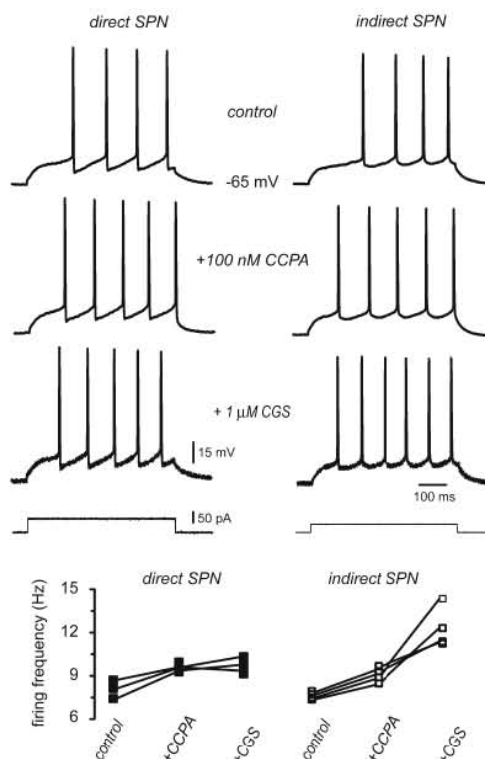 direct SPN indirect SPN
control
-65 mV
+100 nM CCPA
+ 1 µM CGS
15 mV
100 ms
50 pA
direct SPN indirect SPN
firing frequency (Hz)
15
12
9
6
control +CCPA +CGS control +CCPA +CGS